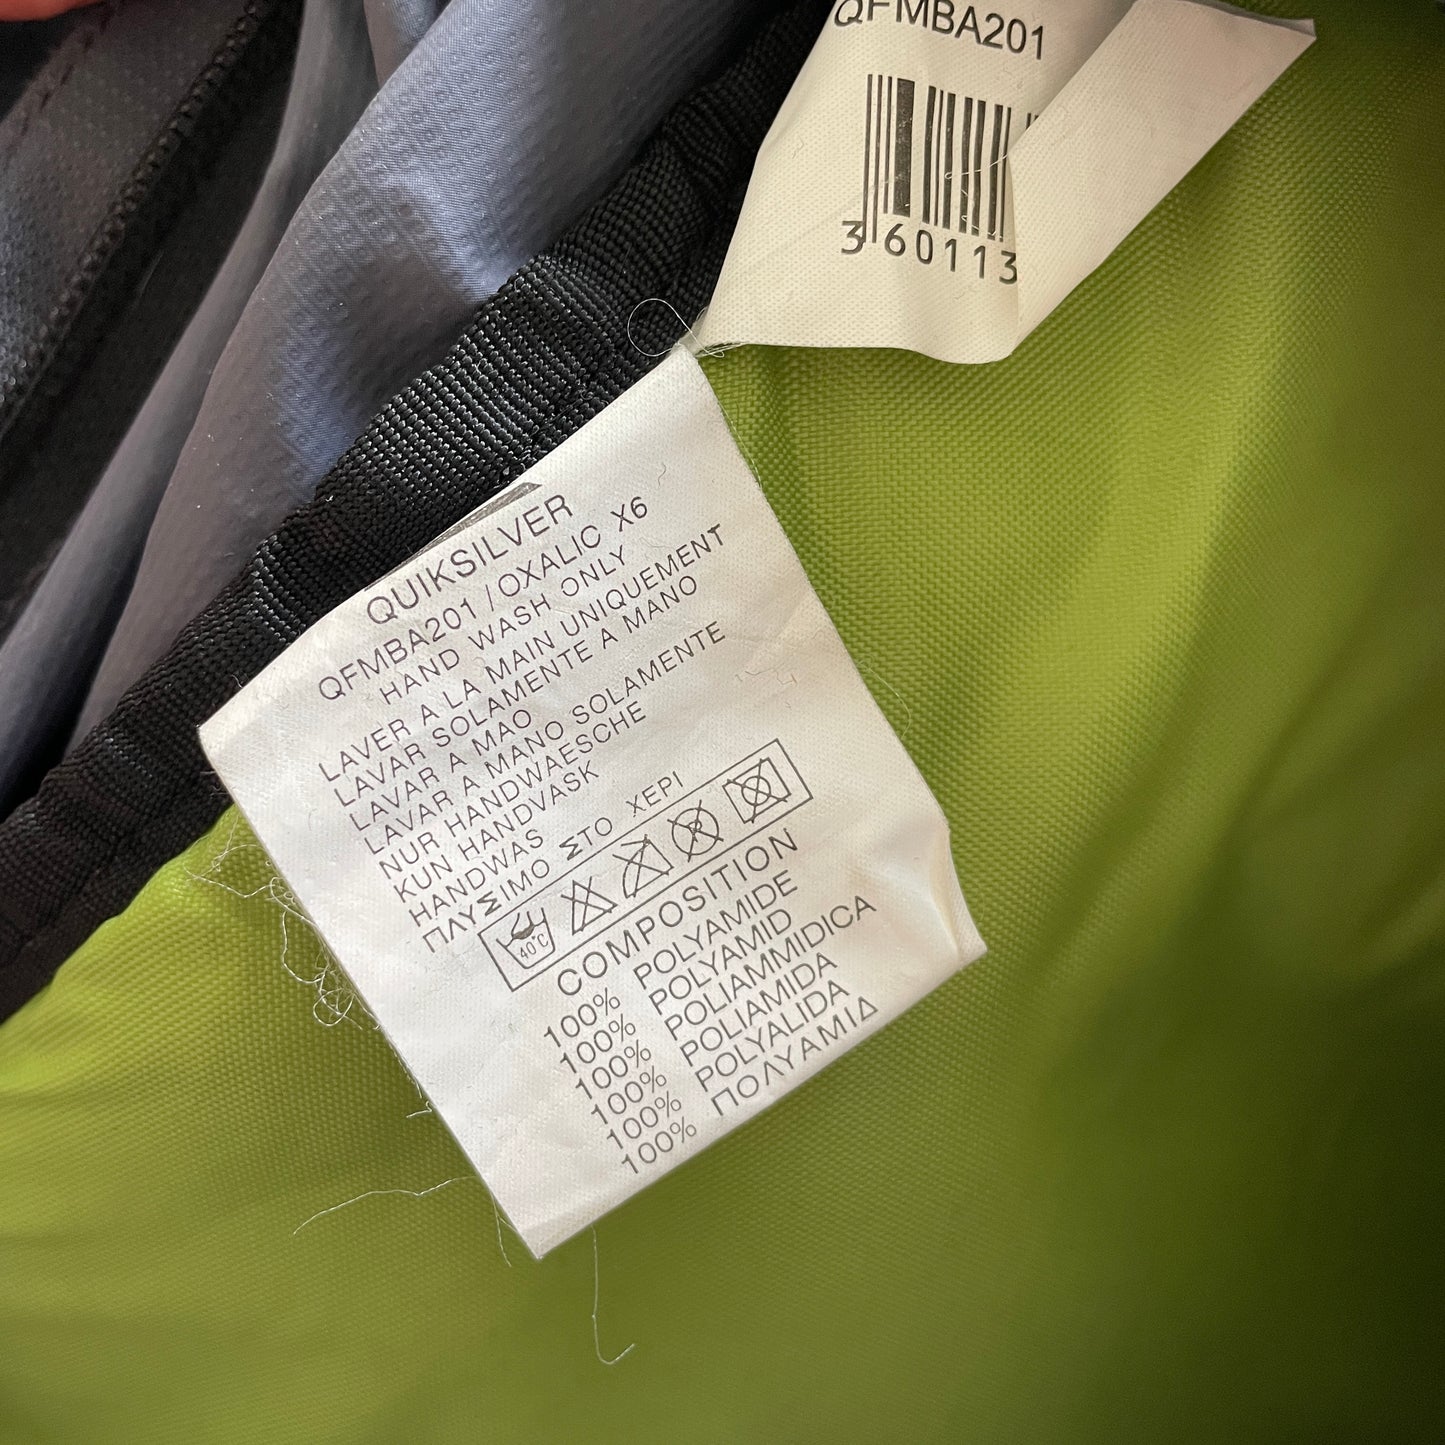 QFMBA201
3 60113
QUIKSILVER
QFMBA201 / OXALIC X6
HAND WASH ONLY
LAVER A LA MAIN UNIQUEMENT
LAVAR SOLAMENTE A MANO
LAVAR A MAO
LAVAR A MANO SOLAMENTE
NUR HANDWAESCHE
KUN HANDVASK
HANDWAS
ΠΛΥΣΙΜΟ ΣΤΟ ΧΕΡΙ
40°C P
COMPOSITION
100% POLYAMIDE
100% POLYAMID
100% POLIAMMIDICA
100% POLIAMIDA
100% POLYALIDA
100% ΠΟΛΥΑΜΙΔ